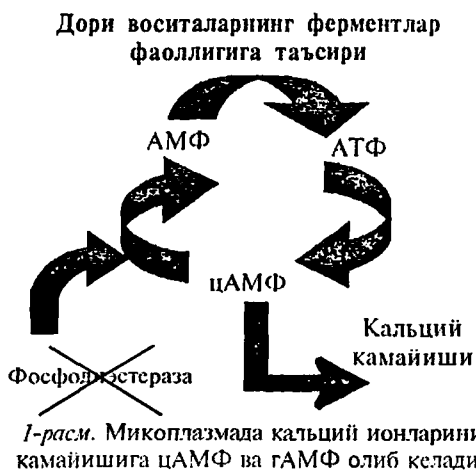 Дори воситаларнинг ферментлар
фаоллигига таъсири
АМФ
АТФ
цАМФ
Кальций
камайиши
Фосфодиэстераза
1-расм. Микоплазмада кальций ионларини
камайишига цАМФ ва гАМФ олиб келади